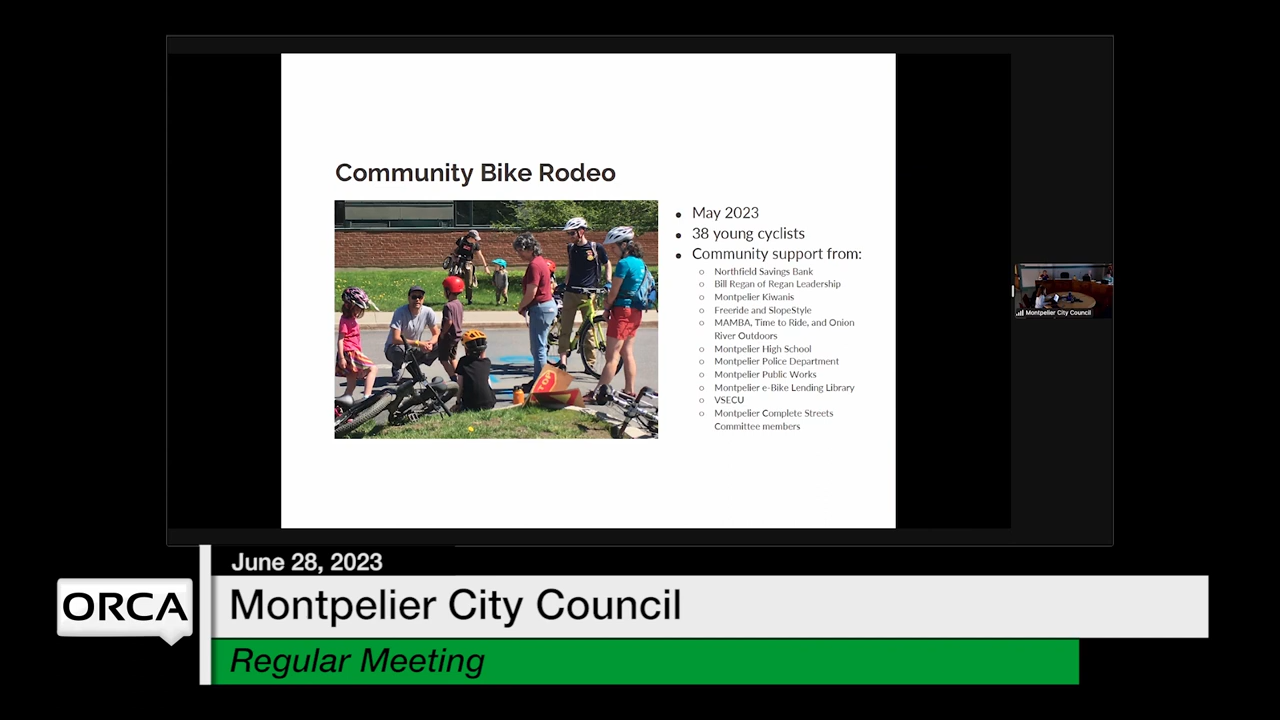 Community Bike Rodeo
• May 2023
• 38 young cyclists
• Community support from:
○ Northfield Savings Bank
○ Bill Regan of Regan Leadership
○ Montpelier Kiwanis
○ Freeride and SlopeStyle
○ MAMBA, Time to Ride, and Onion
River Outdoors
○ Montpelier High School
○ Montpelier Police Department
○ Montpelier Public Works
○ Montpelier e-Bike Lending Library
○ VSECU
○ Montpelier Complete Streets
Committee members
STOP
Montpelier City Council
June 28, 2023
ORCA
Montpelier City Council
Regular Meeting